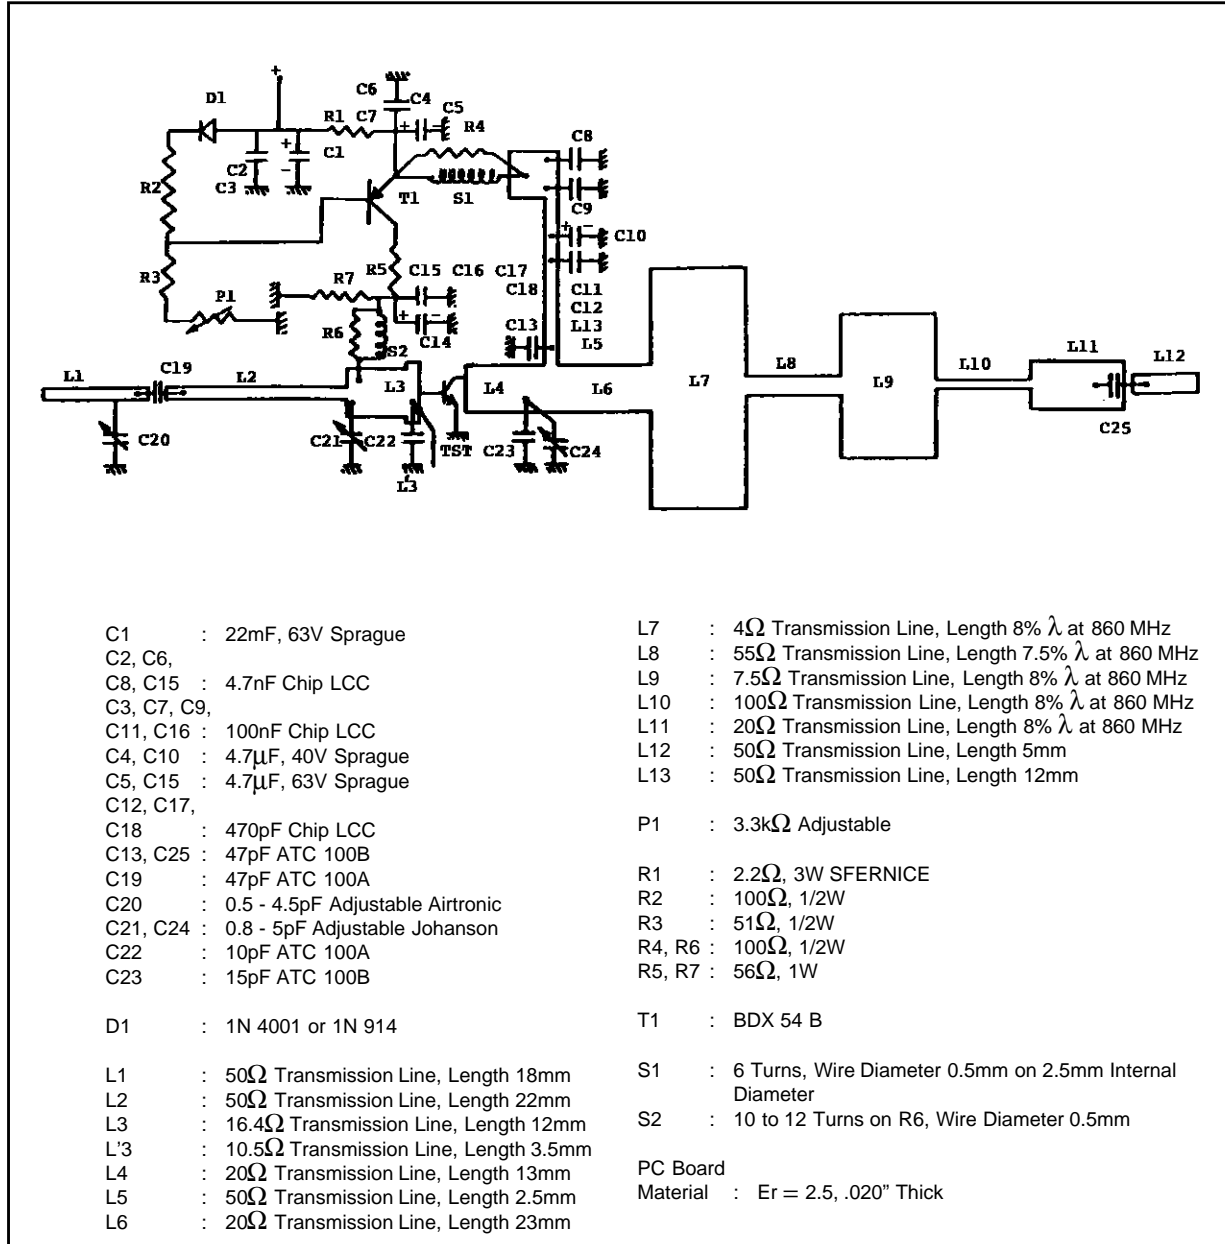 +
D1
C6
C4
C5
R1
C7
+ -
R4
C8
+
C2
C1
-
C3
R2
T1
S1
C9
+ -
C10
R3
P1
R7
R5
C15
C16
C17
C18
C11
C12
L13
L5
R6
+ -
C14
S2
C13
L1
C19
L2
L3
L4
L6
L7
L8
L9
L10
L11
L12
C20
C21
C22
TST
C23
C24
C25
L'3
C1 : 22mF, 63V Sprague
C2, C6,
C8, C15 : 4.7nF Chip LCC
C3, C7, C9,
C11, C16 : 100nF Chip LCC
C4, C10 : 4.7μF, 40V Sprague
C5, C15 : 4.7μF, 63V Sprague
C12, C17,
C18 : 470pF Chip LCC
C13, C25 : 47pF ATC 100B
C19 : 47pF ATC 100A
C20 : 0.5 - 4.5pF Adjustable Airtronic
C21, C24 : 0.8 - 5pF Adjustable Johanson
C22 : 10pF ATC 100A
C23 : 15pF ATC 100B
D1 : 1N 4001 or 1N 914
L1 : 50Ω Transmission Line, Length 18mm
L2 : 50Ω Transmission Line, Length 22mm
L3 : 16.4Ω Transmission Line, Length 12mm
L'3 : 10.5Ω Transmission Line, Length 3.5mm
L4 : 20Ω Transmission Line, Length 13mm
L5 : 50Ω Transmission Line, Length 2.5mm
L6 : 20Ω Transmission Line, Length 23mm
L7 : 4Ω Transmission Line, Length 8% λ at 860 MHz
L8 : 55Ω Transmission Line, Length 7.5% λ at 860 MHz
L9 : 7.5Ω Transmission Line, Length 8% λ at 860 MHz
L10 : 100Ω Transmission Line, Length 8% λ at 860 MHz
L11 : 20Ω Transmission Line, Length 8% λ at 860 MHz
L12 : 50Ω Transmission Line, Length 5mm
L13 : 50Ω Transmission Line, Length 12mm
P1 : 3.3kΩ Adjustable
R1 : 2.2Ω, 3W SFERNICE
R2 : 100Ω, 1/2W
R3 : 51Ω, 1/2W
R4, R6 : 100Ω, 1/2W
R5, R7 : 56Ω, 1W
T1 : BDX 54 B
S1 : 6 Turns, Wire Diameter 0.5mm on 2.5mm Internal
Diameter
S2 : 10 to 12 Turns on R6, Wire Diameter 0.5mm
PC Board
Material : Er = 2.5, .020” Thick